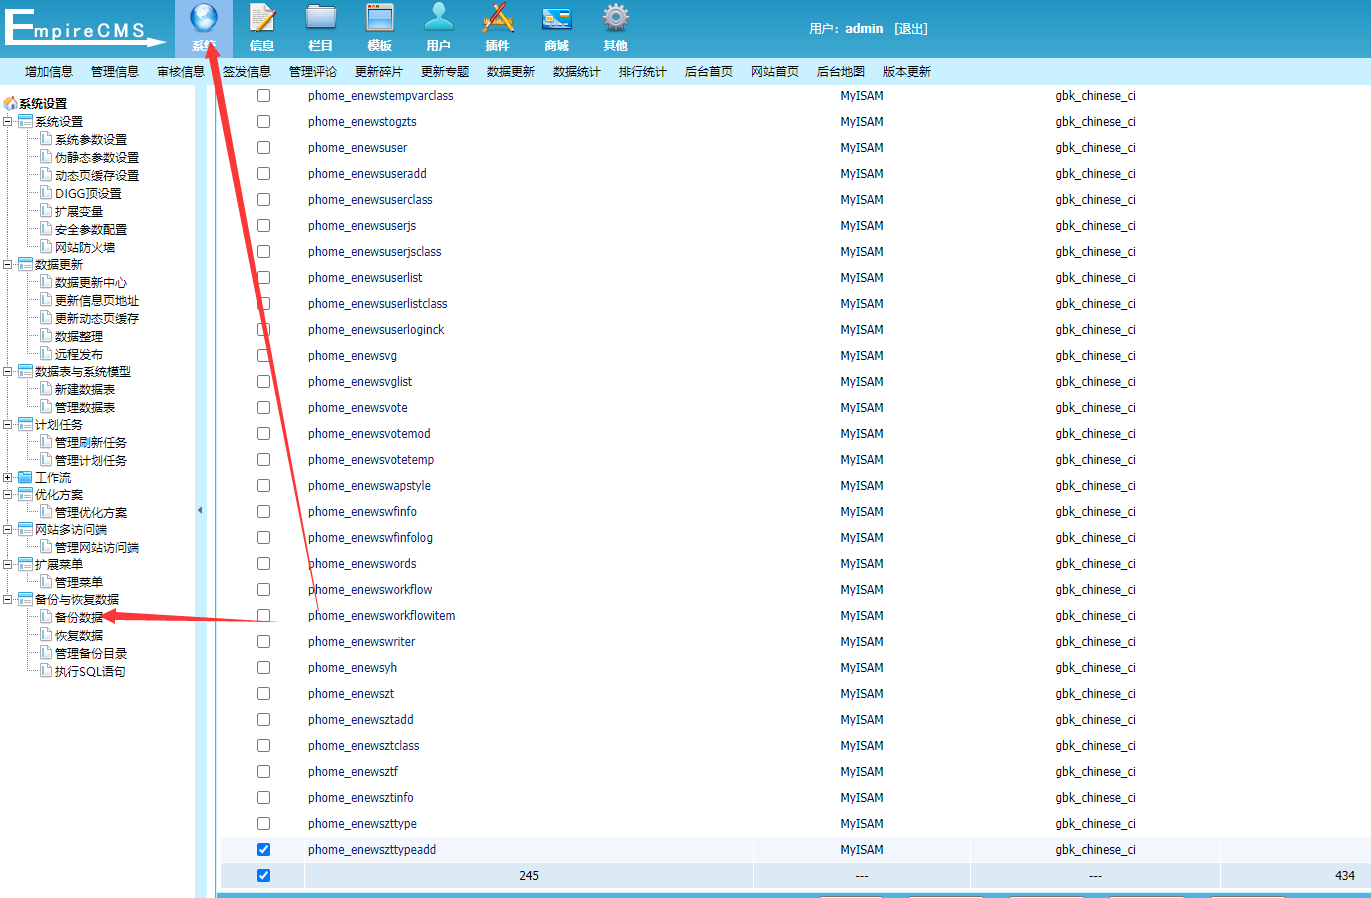 EmpireCMS
系统 信息 栏目 模板 用户 插件 商城 其他
用户：admin [退出]
增加信息 管理信息 审核信息 签发信息 管理评论 更新碎片 更新专题 数据更新 数据统计 排行统计 后台首页 网站首页 后台地图 版本更新
系统设置
系统设置
系统参数设置
伪静态参数设置
动态页缓存设置
DIGG顶设置
扩展变量
安全参数配置
网站防火墙
数据更新
数据更新中心
更新信息页地址
更新动态页缓存
数据整理
远程发布
数据表与系统模型
新建数据表
管理数据表
计划任务
管理刷新任务
管理计划任务
工作流
优化方案
管理优化方案
网站多访问端
管理网站访问端
扩展菜单
管理菜单
备份与恢复数据
备份数据
恢复数据
管理备份目录
执行SQL语句
phome_enewstempvarclass MyISAM gbk_chinese_ci
phome_enewstogzts MyISAM gbk_chinese_ci
phome_enewsuser MyISAM gbk_chinese_ci
phome_enewsuseradd MyISAM gbk_chinese_ci
phome_enewsuserclass MyISAM gbk_chinese_ci
phome_enewsuserjs MyISAM gbk_chinese_ci
phome_enewsuserjsclass MyISAM gbk_chinese_ci
phome_enewsuserlist MyISAM gbk_chinese_ci
phome_enewsuserlistclass MyISAM gbk_chinese_ci
phome_enewsuserloginck MyISAM gbk_chinese_ci
phome_enewsvg MyISAM gbk_chinese_ci
phome_enewsvglist MyISAM gbk_chinese_ci
phome_enewsvote MyISAM gbk_chinese_ci
phome_enewsvotemod MyISAM gbk_chinese_ci
phome_enewsvotetemp MyISAM gbk_chinese_ci
phome_enewswapstyle MyISAM gbk_chinese_ci
phome_enewswfinfo MyISAM gbk_chinese_ci
phome_enewswfinfolog MyISAM gbk_chinese_ci
phome_enewswords MyISAM gbk_chinese_ci
phome_enewsworkflow MyISAM gbk_chinese_ci
phome_enewsworkflowitem MyISAM gbk_chinese_ci
phome_enewswriter MyISAM gbk_chinese_ci
phome_enewsyh MyISAM gbk_chinese_ci
phome_enewszt MyISAM gbk_chinese_ci
phome_enewsztadd MyISAM gbk_chinese_ci
phome_enewsztclass MyISAM gbk_chinese_ci
phome_enewsztf MyISAM gbk_chinese_ci
phome_enewsztinfo MyISAM gbk_chinese_ci
phome_enewszttype MyISAM gbk_chinese_ci
phome_enewszttypeadd MyISAM gbk_chinese_ci
245 --- --- 434